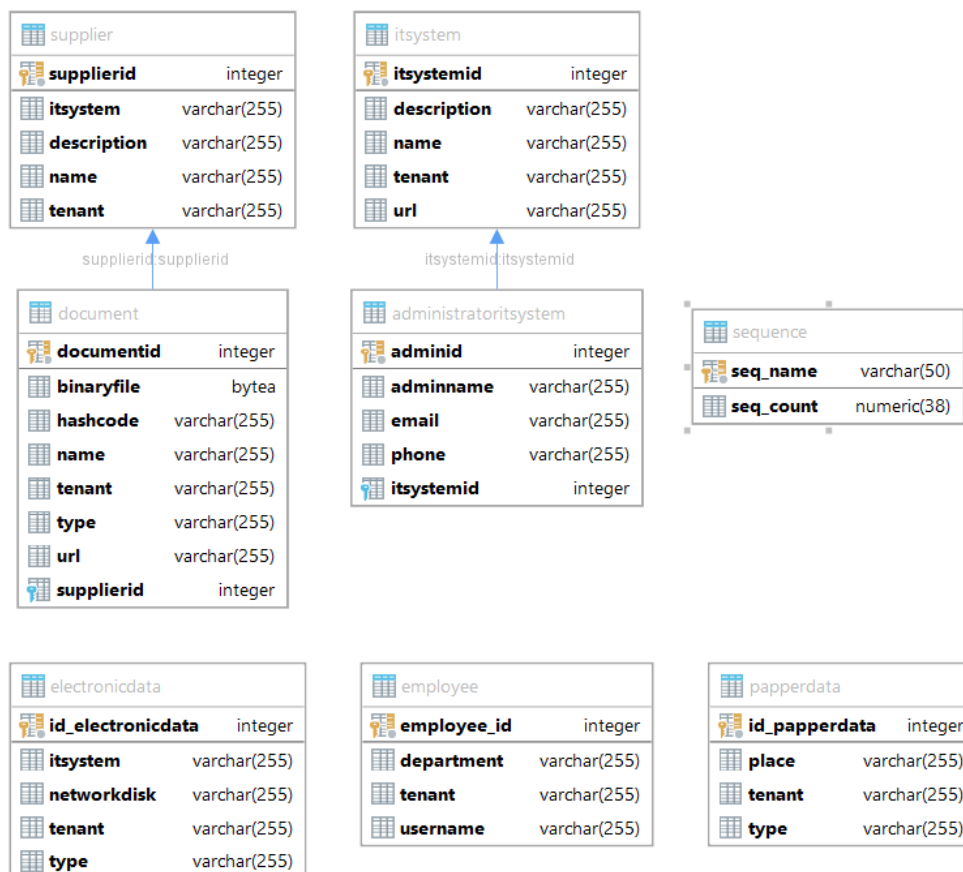 supplier
supplierid integer
itsystem varchar(255)
description varchar(255)
name varchar(255)
tenant varchar(255)
itsystem
itsystemid integer
description varchar(255)
name varchar(255)
tenant varchar(255)
url varchar(255)
supplierid:supplierid
itsystemid:itsystemid
document
documentid integer
binaryfile bytea
hashcode varchar(255)
name varchar(255)
tenant varchar(255)
type varchar(255)
url varchar(255)
supplierid integer
administratoritsystem
adminid integer
adminname varchar(255)
email varchar(255)
phone varchar(255)
itsystemid integer
sequence
seq_name varchar(50)
seq_count numeric(38)
electronicdata
id_electronicdata integer
itsystem varchar(255)
networkdisk varchar(255)
tenant varchar(255)
type varchar(255)
employee
employee_id integer
department varchar(255)
tenant varchar(255)
username varchar(255)
papperdata
id_papperdata integer
place varchar(255)
tenant varchar(255)
type varchar(255)